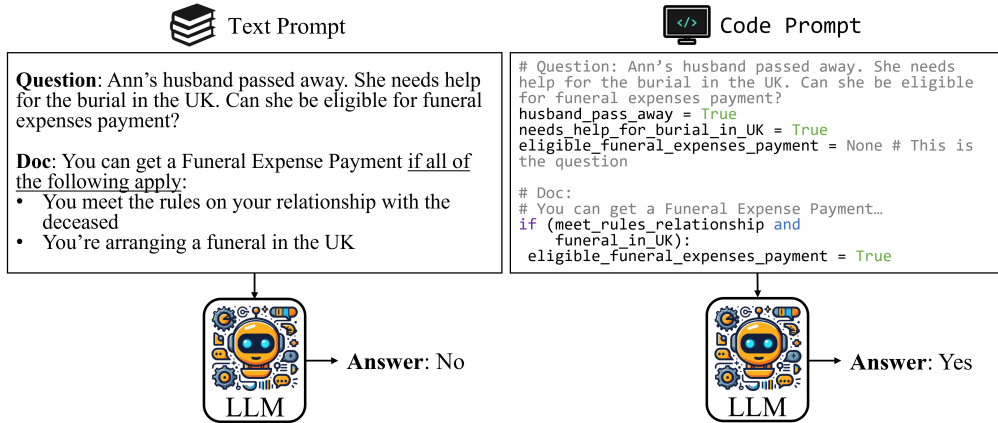 Text Prompt
Question: Ann's husband passed away. She needs help
for the burial in the UK. Can she be eligible for funeral
expenses payment?
Doc: You can get a Funeral Expense Payment if all of
the following apply:
• You meet the rules on your relationship with the
deceased
• You're arranging a funeral in the UK
LLM
Answer: No
</> Code Prompt
# Question: Ann's husband passed away. She needs
help for the burial in the UK. Can she be eligible
for funeral expenses payment?
husband_pass_away = True
needs_help_for_burial_in_UK = True
eligible_funeral_expenses_payment = None # This is
the question
# Doc:
# You can get a Funeral Expense Payment…
if (meet_rules_relationship and
funeral_in_UK):
eligible_funeral_expenses_payment = True
LLM
Answer: Yes